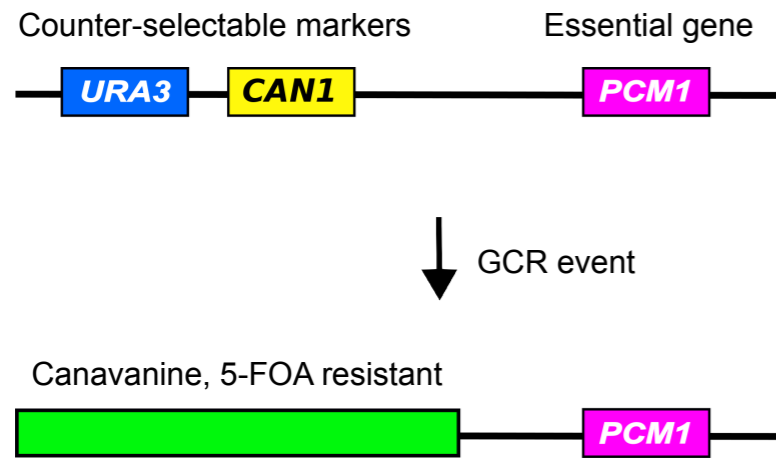 Counter-selectable markers
Essential gene
URA3
CAN1
PCM1
GCR event
Canavanine, 5-FOA resistant
PCM1